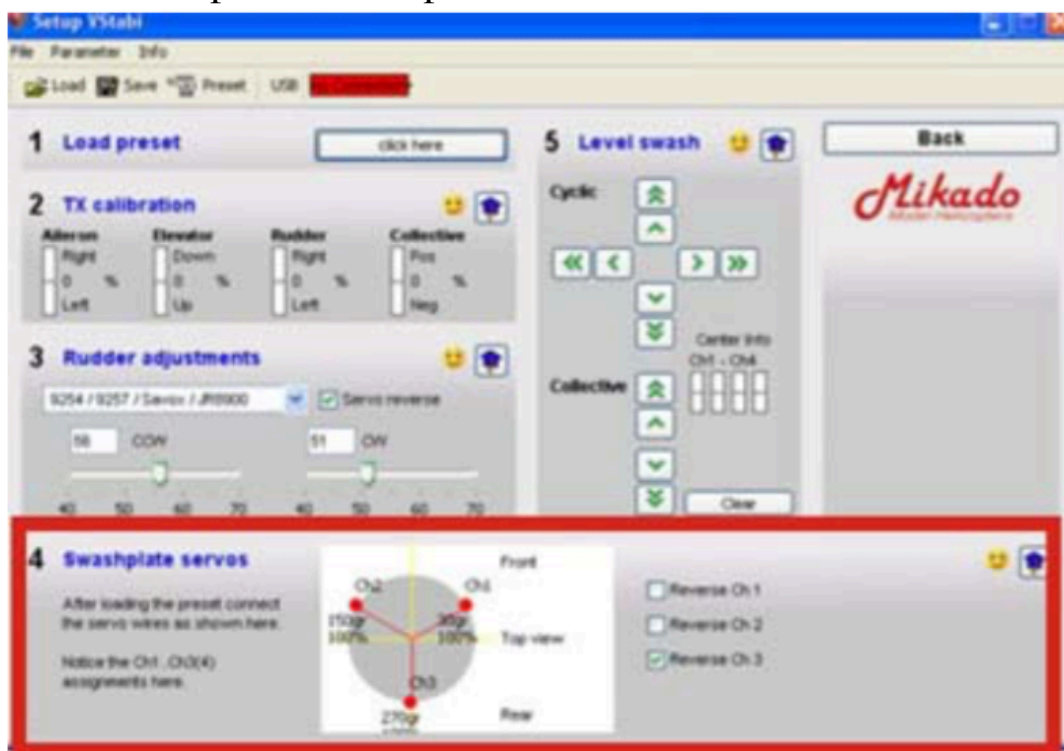 Setup VStabi
File Parameter Info
Load Save Preset USB
1 Load preset click here
2 TX calibration
Aileron Elevator Rudder Collective
Right Down Right Pos
0 % 0 % 0 % 0 %
Left Up Left Neg
3 Rudder adjustments
9254 / 9257 / Savox / JR8900 Servo reverse
58 CCW 51 CW
40 50 60 70 40 50 60 70
5 Level swash
Cyclic
Center Info
Ch1 - Ch4
Collective
Clear
Back
Mikado
Model Helicopters
4 Swashplate servos
After loading the preset connect
the servo wires as shown here.
Notice the Ch1..Ch3(4)
assignments here.
Front
Ch2 Ch1
150gr 30gr
100% 100% Top view
Ch3
270gr Rear
Reverse Ch 1
Reverse Ch 2
Reverse Ch 3